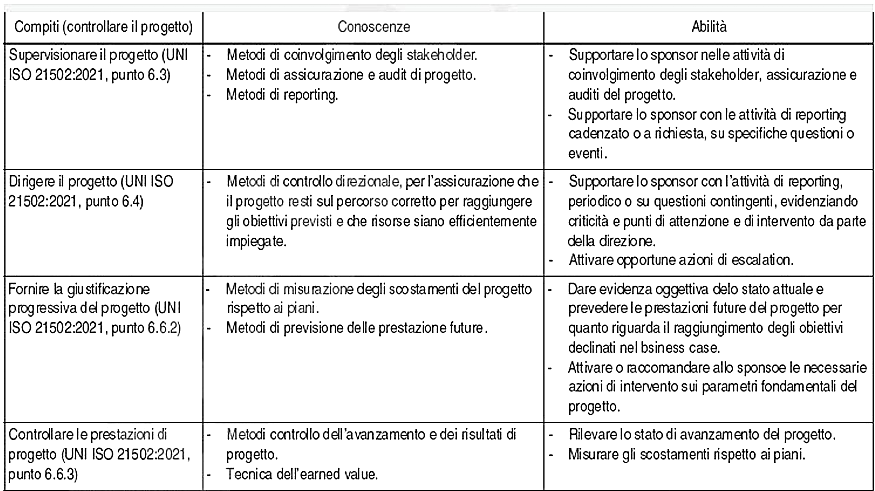 Compiti (controllare il progetto)
Conoscenze
Abilità
Supervisionare il progetto (UNI
ISO 21502:2021, punto 6.3)
- Metodi di coinvolgimento degli stakeholder.
- Metodi di assicurazione e audit di progetto.
- Metodi di reporting.
- Supportare lo sponsor nelle attività di
coinvolgimento degli stakeholder, assicurazione e
auditi del progetto.
- Supportare lo sponsor con le attività di reporting
cadenzato o a richiesta, su specifiche questioni o
eventi.
Dirigere il progetto (UNI ISO
21502:2021, punto 6.4)
- Metodi di controllo direzionale, per l'assicurazione che
il progetto resti sul percorso corretto per raggiungere
gli obiettivi previsti e che risorse siano efficientemente
impiegate.
- Supportare lo sponsor con l'attività di reporting,
periodico o su questioni contingenti, evidenziando
criticità e punti di attenzione e di intervento da parte
della direzione.
- Attivare opportune azioni di escalation.
Fornire la giustificazione
progressiva del progetto (UNI
ISO 21502:2021, punto 6.6.2)
- Metodi di misurazione degli scostamenti del progetto
rispetto ai piani.
- Metodi di previsione delle prestazione future.
- Dare evidenza oggettiva delo stato attuale e
prevedere le prestazioni future del progetto per
quanto riguarda il raggiungimento degli obiettivi
declinati nel bsiness case.
- Attivare o raccomandare allo sponsoe le necessarie
azioni di intervento sui parametri fondamentali del
progetto.
Controllare le prestazioni di
progetto (UNI ISO 21502:2021,
punto 6.6.3)
- Metodi controllo dell'avanzamento e dei risultati di
progetto.
- Tecnica dell'earned value.
- Rilevare lo stato di avanzamento del progetto.
- Misurare gli scostamenti rispetto ai piani.